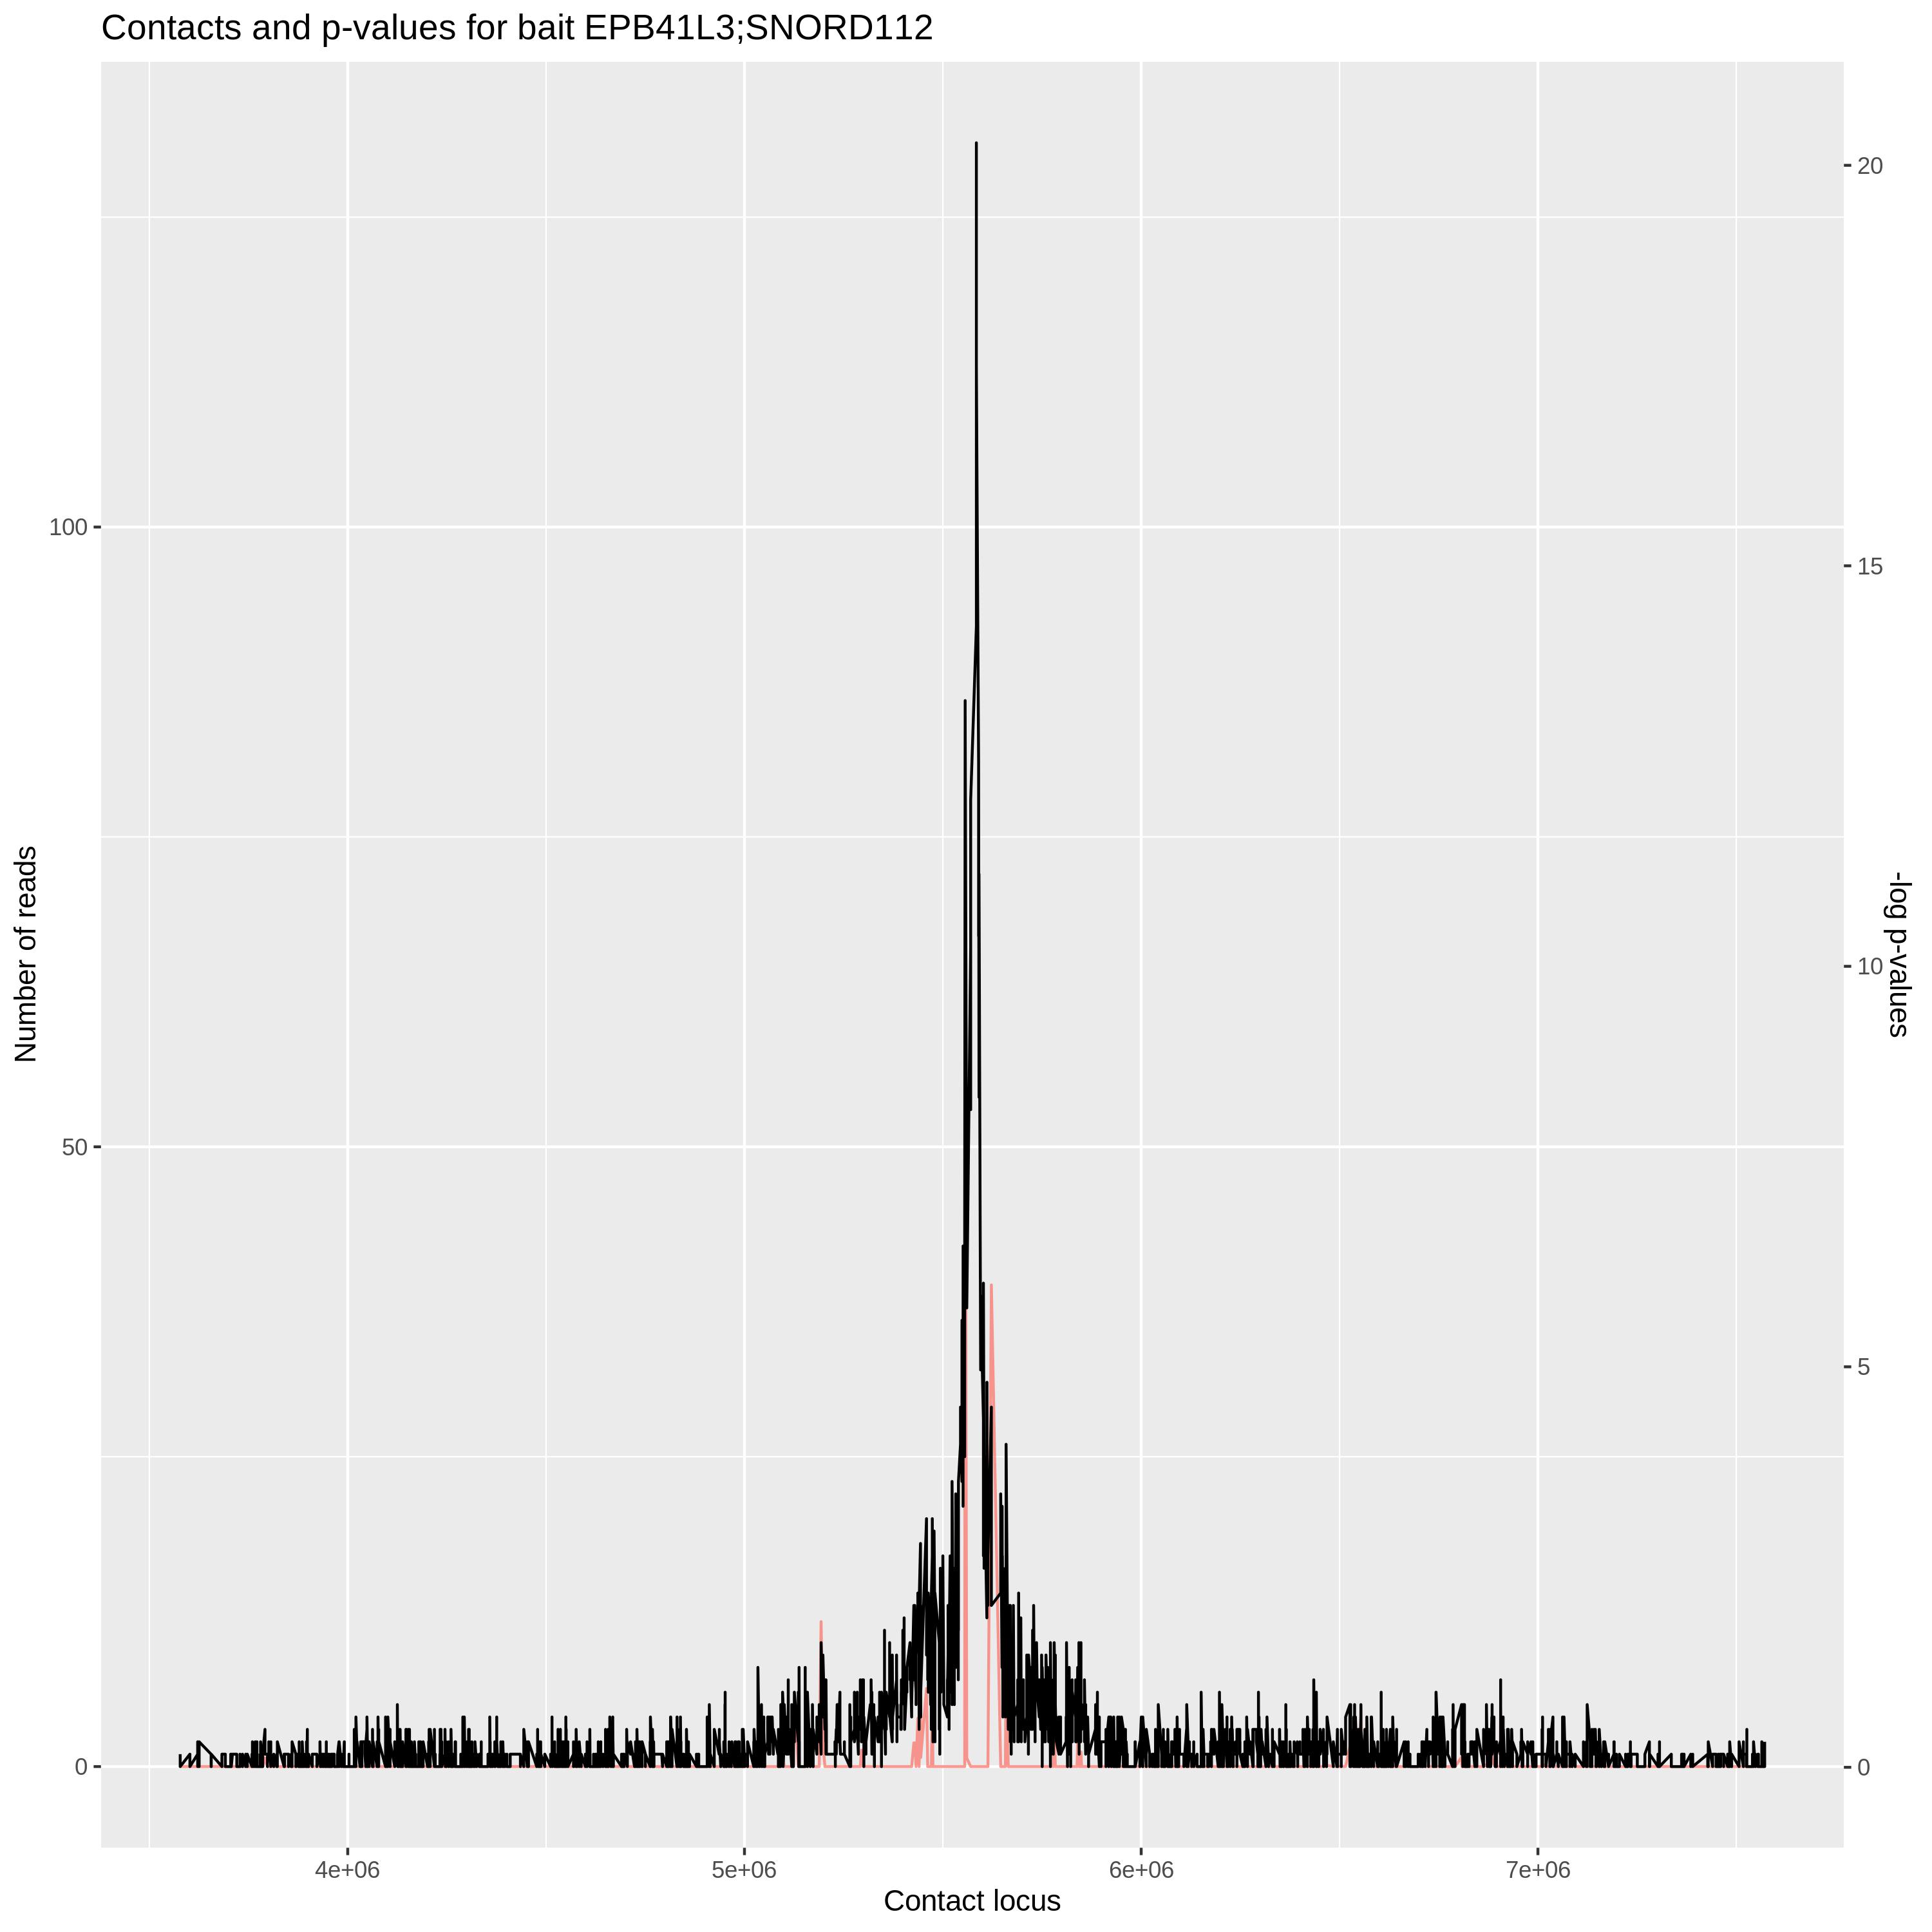 Contacts and p-values for bait EPB41L3;SNORD112
Number of reads
100
50
0
20
15
10
5
0
-log p-values
4e+06 5e+06 6e+06 7e+06
Contact locus